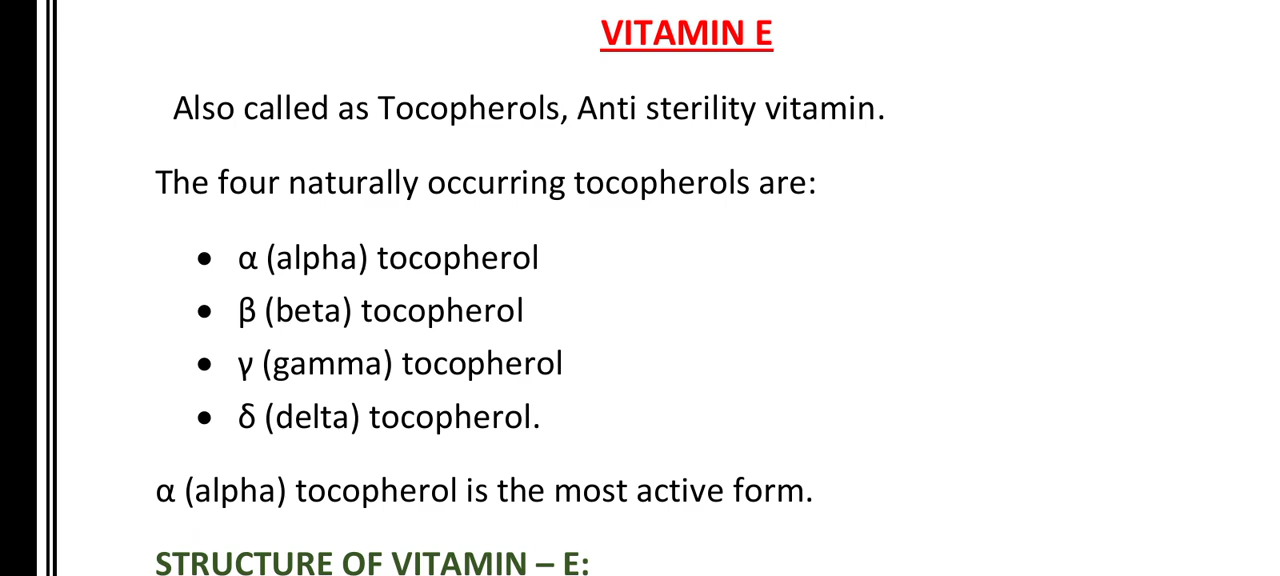 VITAMIN E
Also called as Tocopherols, Anti sterility vitamin.
The four naturally occurring tocopherols are:
• α (alpha) tocopherol
• β (beta) tocopherol
• γ (gamma) tocopherol
• δ (delta) tocopherol.
α (alpha) tocopherol is the most active form.
STRUCTURE OF VITAMIN – E: